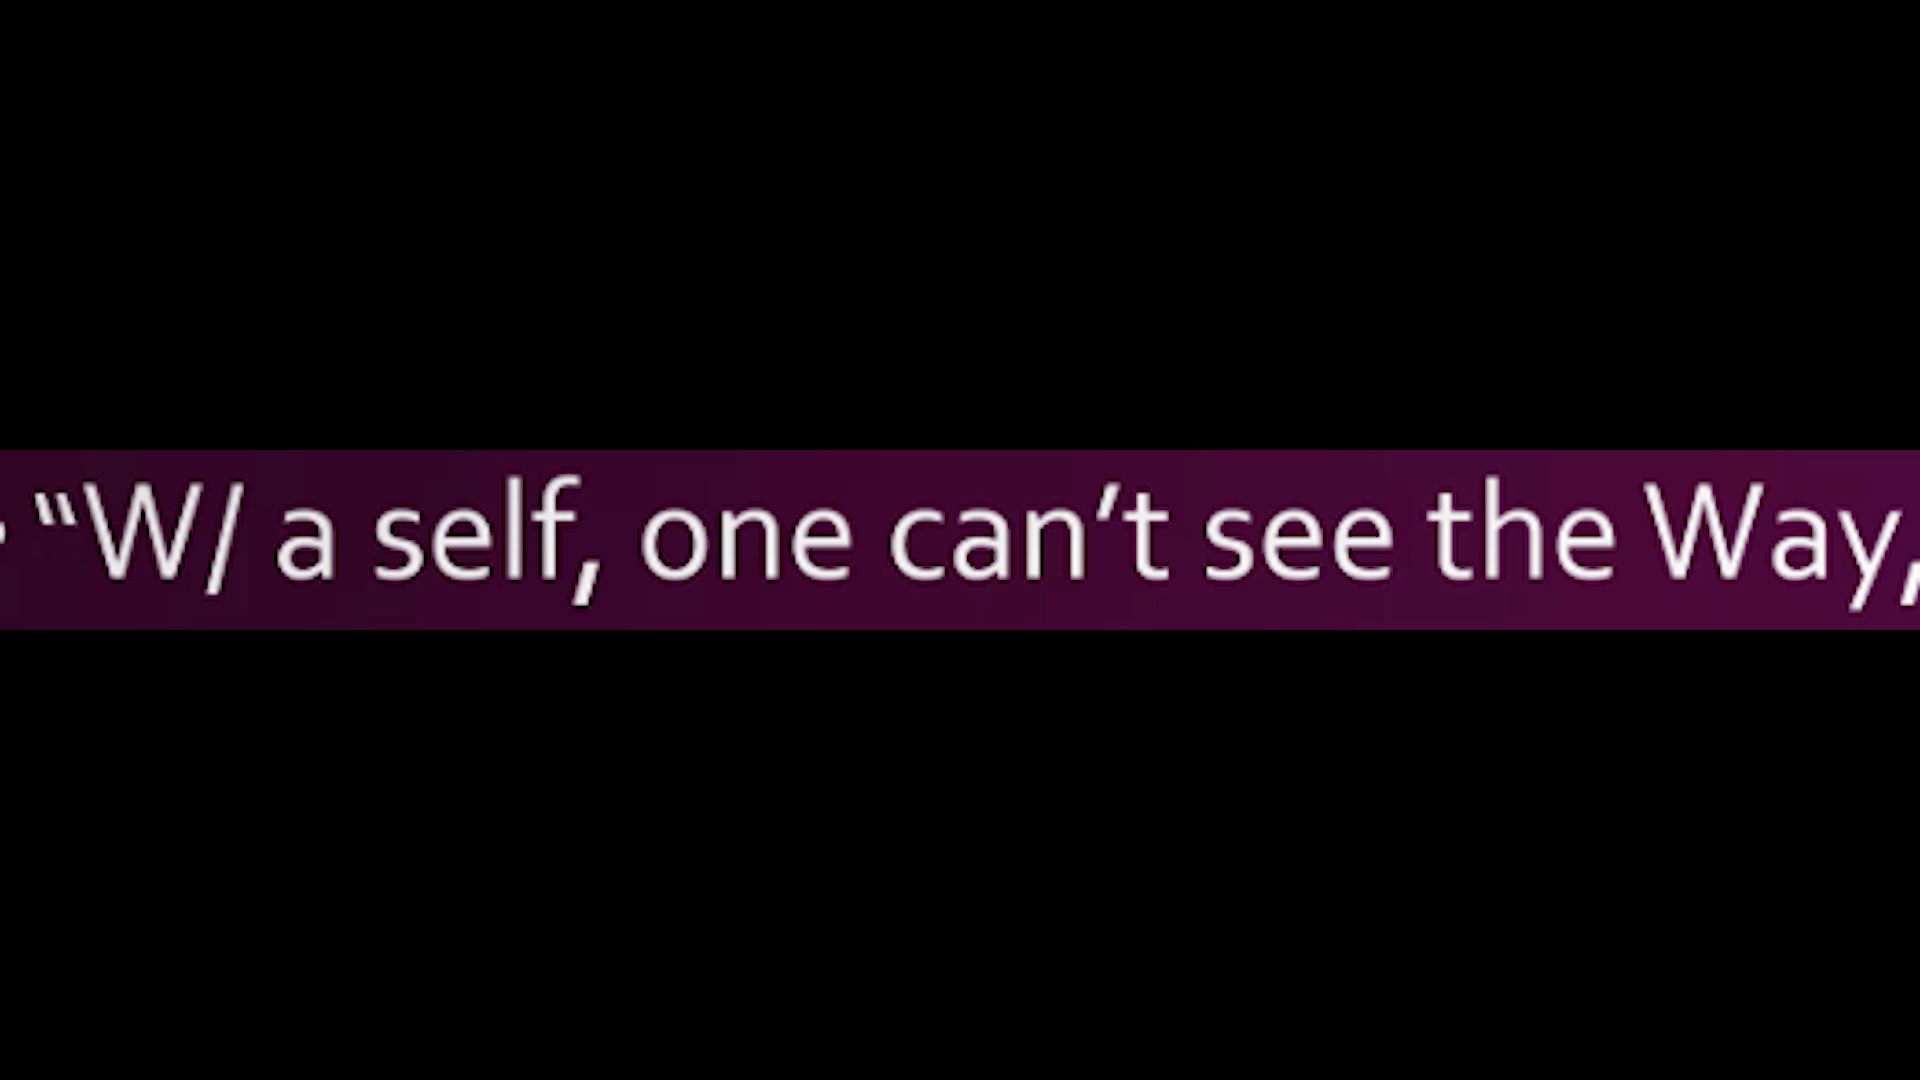 “W/ a self, one can’t see the Way,